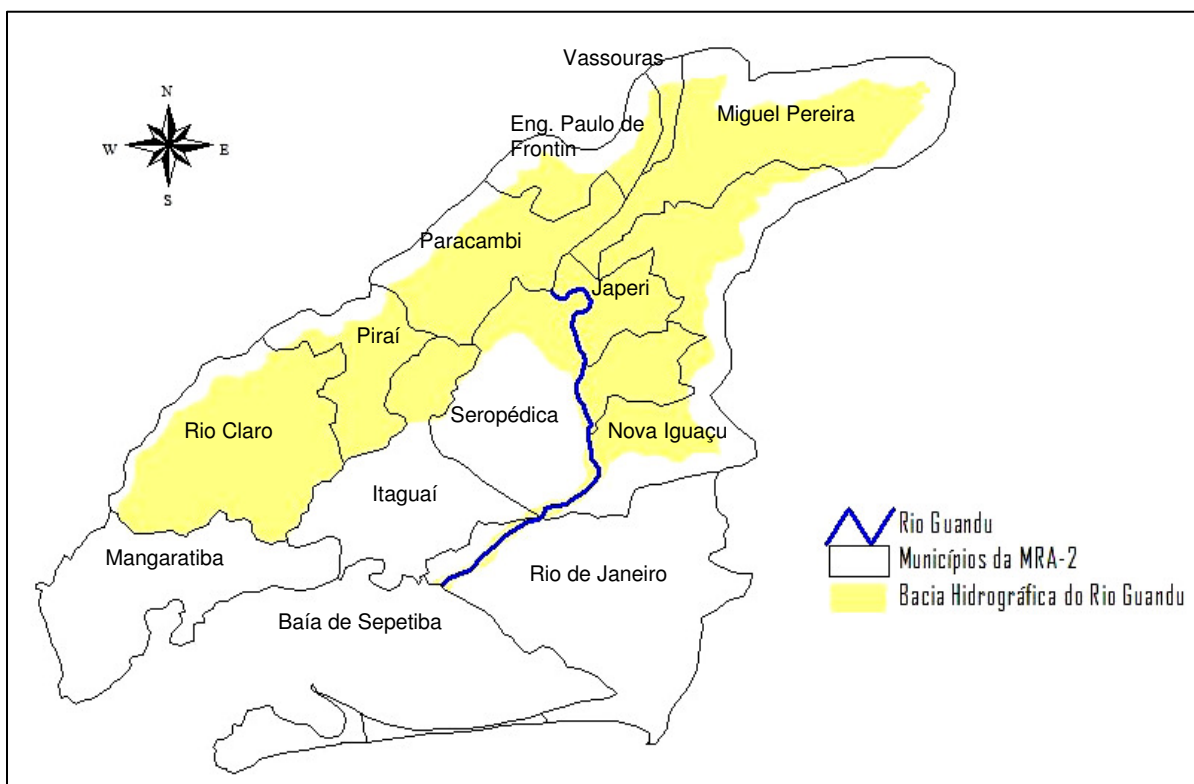 Vassouras
Miguel Pereira
Eng. Paulo de
Frontin
N
W
E
S
Paracambi
Japeri
Piraí
Seropédica
Rio Claro
Nova Iguaçu
Itaguaí
Mangaratiba
Rio de Janeiro
Baía de Sepetiba
Rio Guandu
Municípios da MRA-2
Bacia Hidrográfica do Rio Guandu